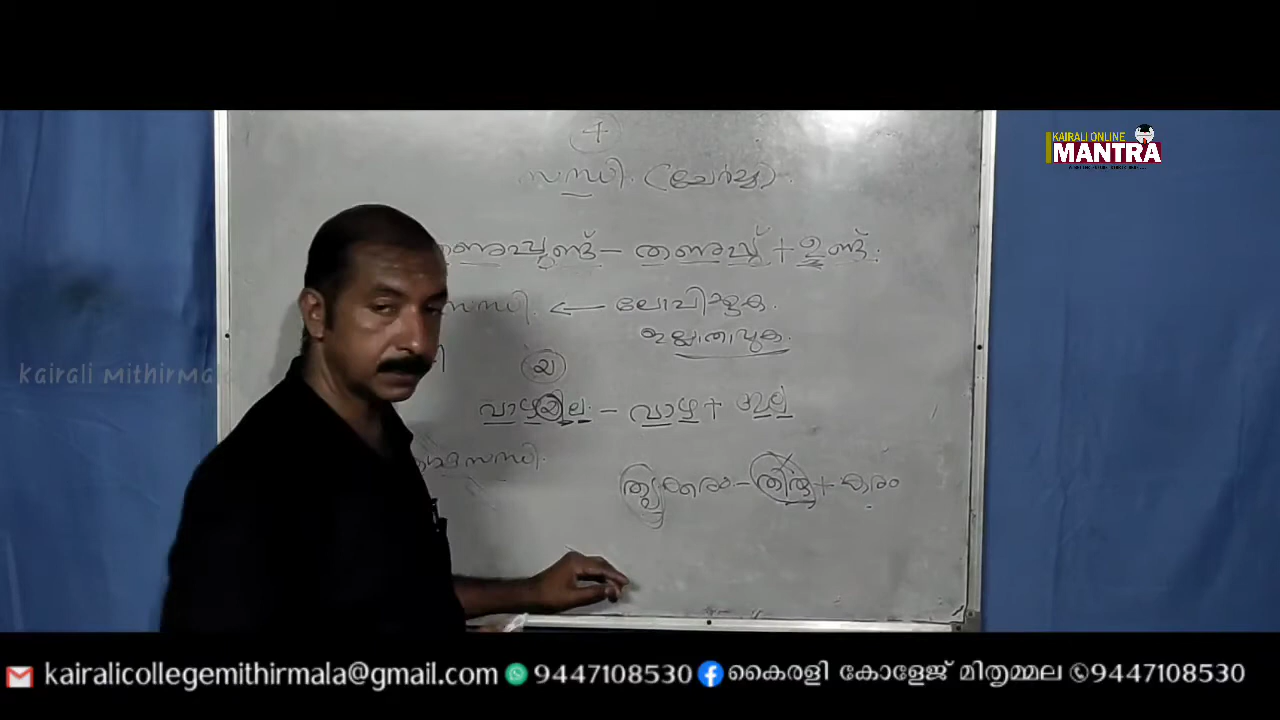 KAIRALI ONLINE
MANTRA
+
സന്ധി. (ചേർച്ച).
തണുപ്പുണ്ട് – തണുപ്പ് + ഉണ്ട്.
സന്ധി. ← ലോപിക്കുക.
ഇല്ലാതാവുക.
യ
വാഴയില – വാഴ + ഇല
സന്ധി.
തൃക്കരം – തിരു + കരം
kairali mithirmala
kairalicollegemithirmala@gmail.com 9447108530 കൈരളി കോളേജ് മിതൃമ്മല 9447108530